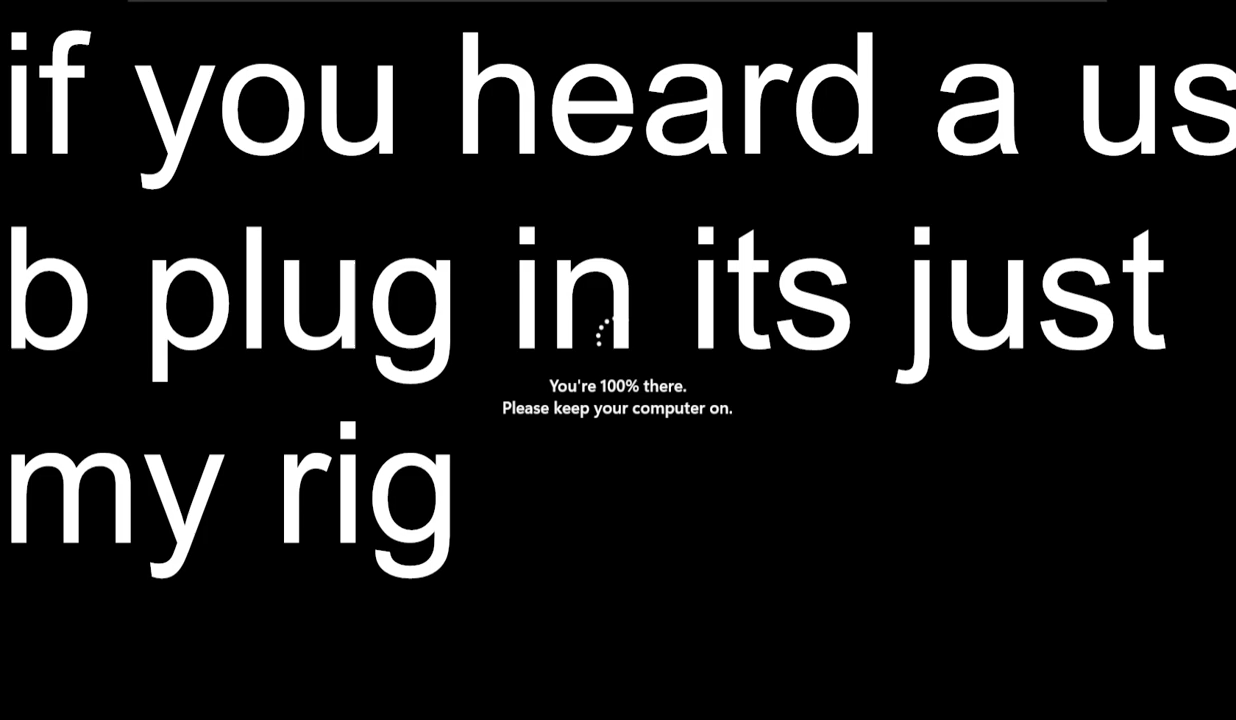 if you heard a us
b plug in its just
You're 100% there.
Please keep your computer on.
my rig